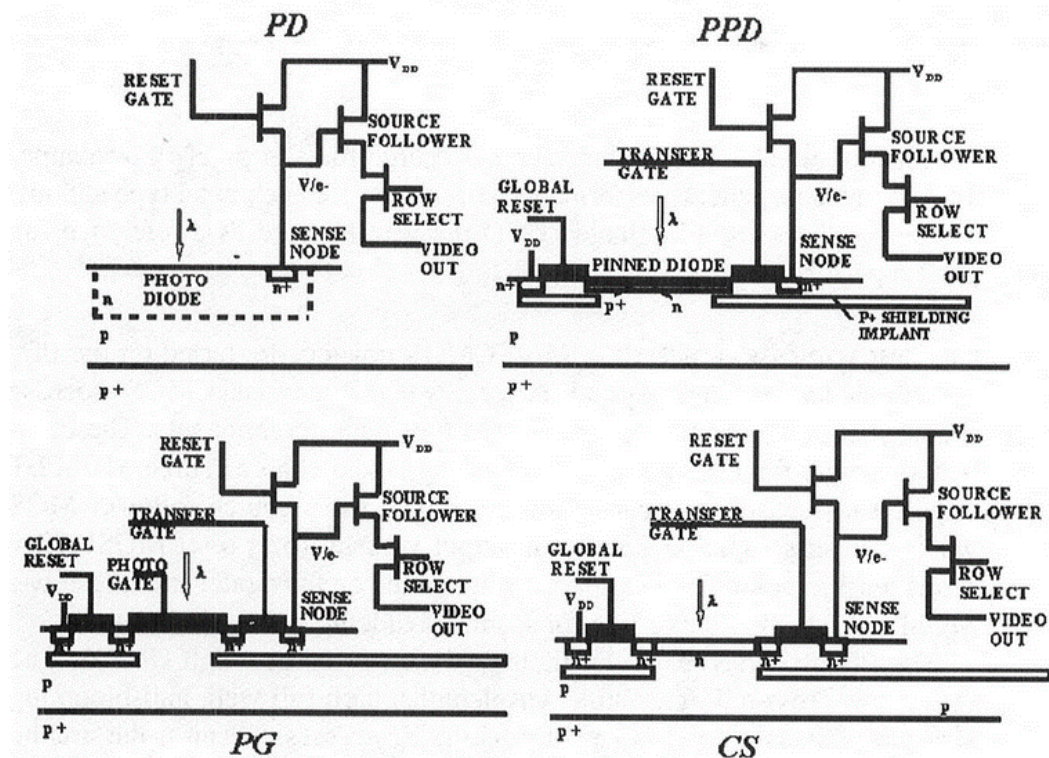 PD
V_DD
RESET
GATE
SOURCE
FOLLOWER
V/e-
ROW
SELECT
λ
SENSE
NODE
VIDEO
OUT
PHOTO
DIODE
n
n+
p
p+
PPD
V_DD
RESET
GATE
SOURCE
FOLLOWER
TRANSFER
GATE
V/e-
GLOBAL
RESET
ROW
SELECT
λ
V_DD
SENSE
NODE
VIDEO
OUT
PINNED DIODE
n+
n+
p+
n
P+ SHIELDING
IMPLANT
p
p+
RESET
GATE
V_DD
SOURCE
FOLLOWER
TRANSFER
GATE
V/e-
GLOBAL
RESET
PHOTO
GATE
λ
ROW
SELECT
V_DD
SENSE
NODE
VIDEO
OUT
n+
n+
n+
n+
p
p+
PG
RESET
GATE
V_DD
SOURCE
FOLLOWER
TRANSFER
GATE
V/e-
GLOBAL
RESET
ROW
SELECT
λ
V_DD
SENSE
NODE
VIDEO
OUT
n+
n+
n
n+
n+
p
p
p+
CS